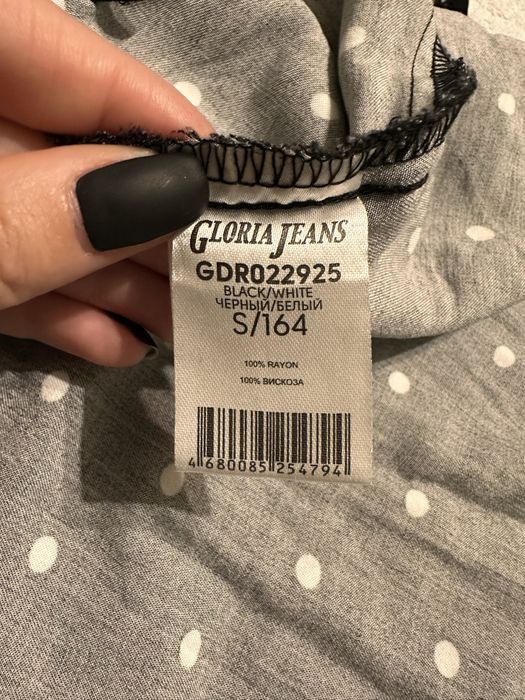 GLORIA JEANS
GDR022925
BLACK/WHITE
ЧЕРНЫЙ/БЕЛЫЙ
S/164
100% RAYON
100% ВИСКОЗА
4 680085 254794